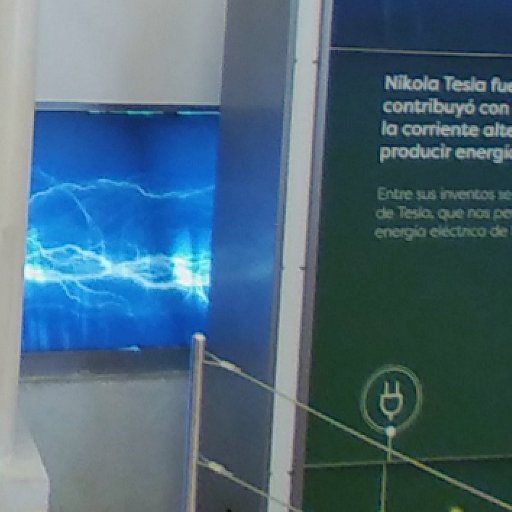 Nikola Tesla fue
contribuyó con
la corriente alte
producir energí
Entre sus inventos se
de Tesla, que nos per
energía eléctrica de